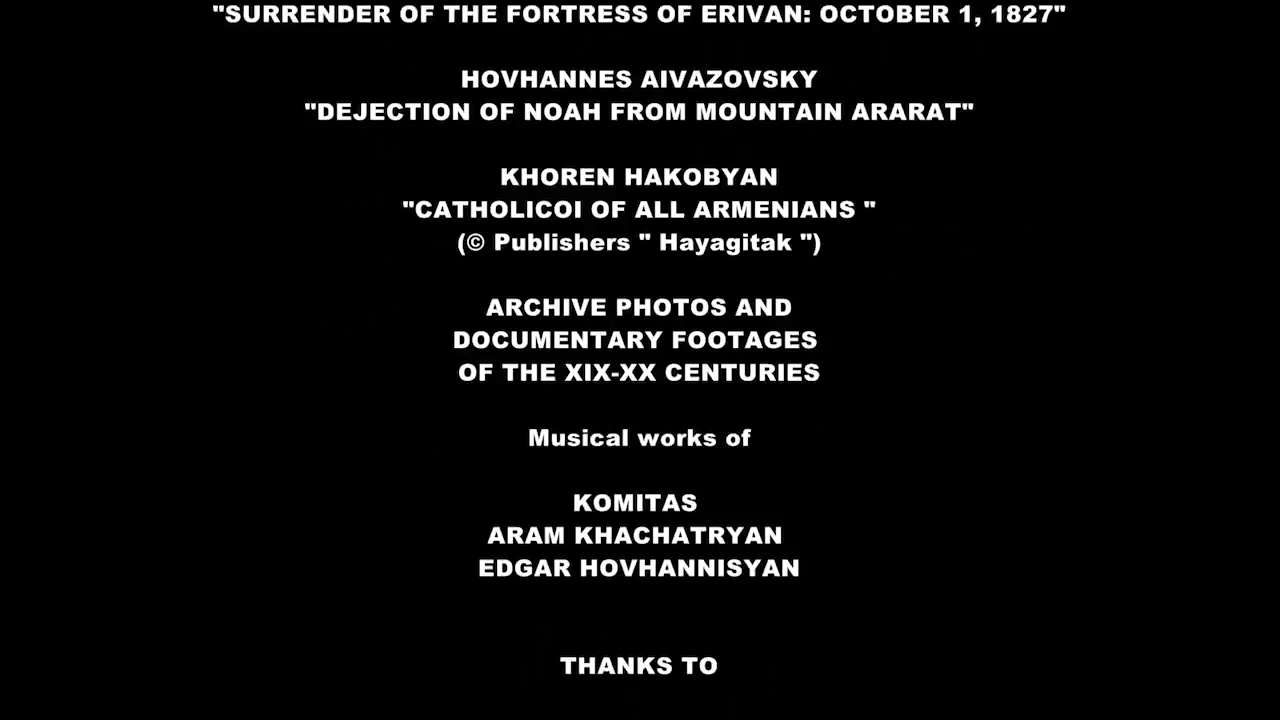 "SURRENDER OF THE FORTRESS OF ERIVAN: OCTOBER 1, 1827"
HOVHANNES AIVAZOVSKY
"DEJECTION OF NOAH FROM MOUNTAIN ARARAT"
KHOREN HAKOBYAN
"CATHOLICOI OF ALL ARMENIANS "
(© Publishers " Hayagitak ")
ARCHIVE PHOTOS AND
DOCUMENTARY FOOTAGES
OF THE XIX-XX CENTURIES
Musical works of
KOMITAS
ARAM KHACHATRYAN
EDGAR HOVHANNISYAN
THANKS TO